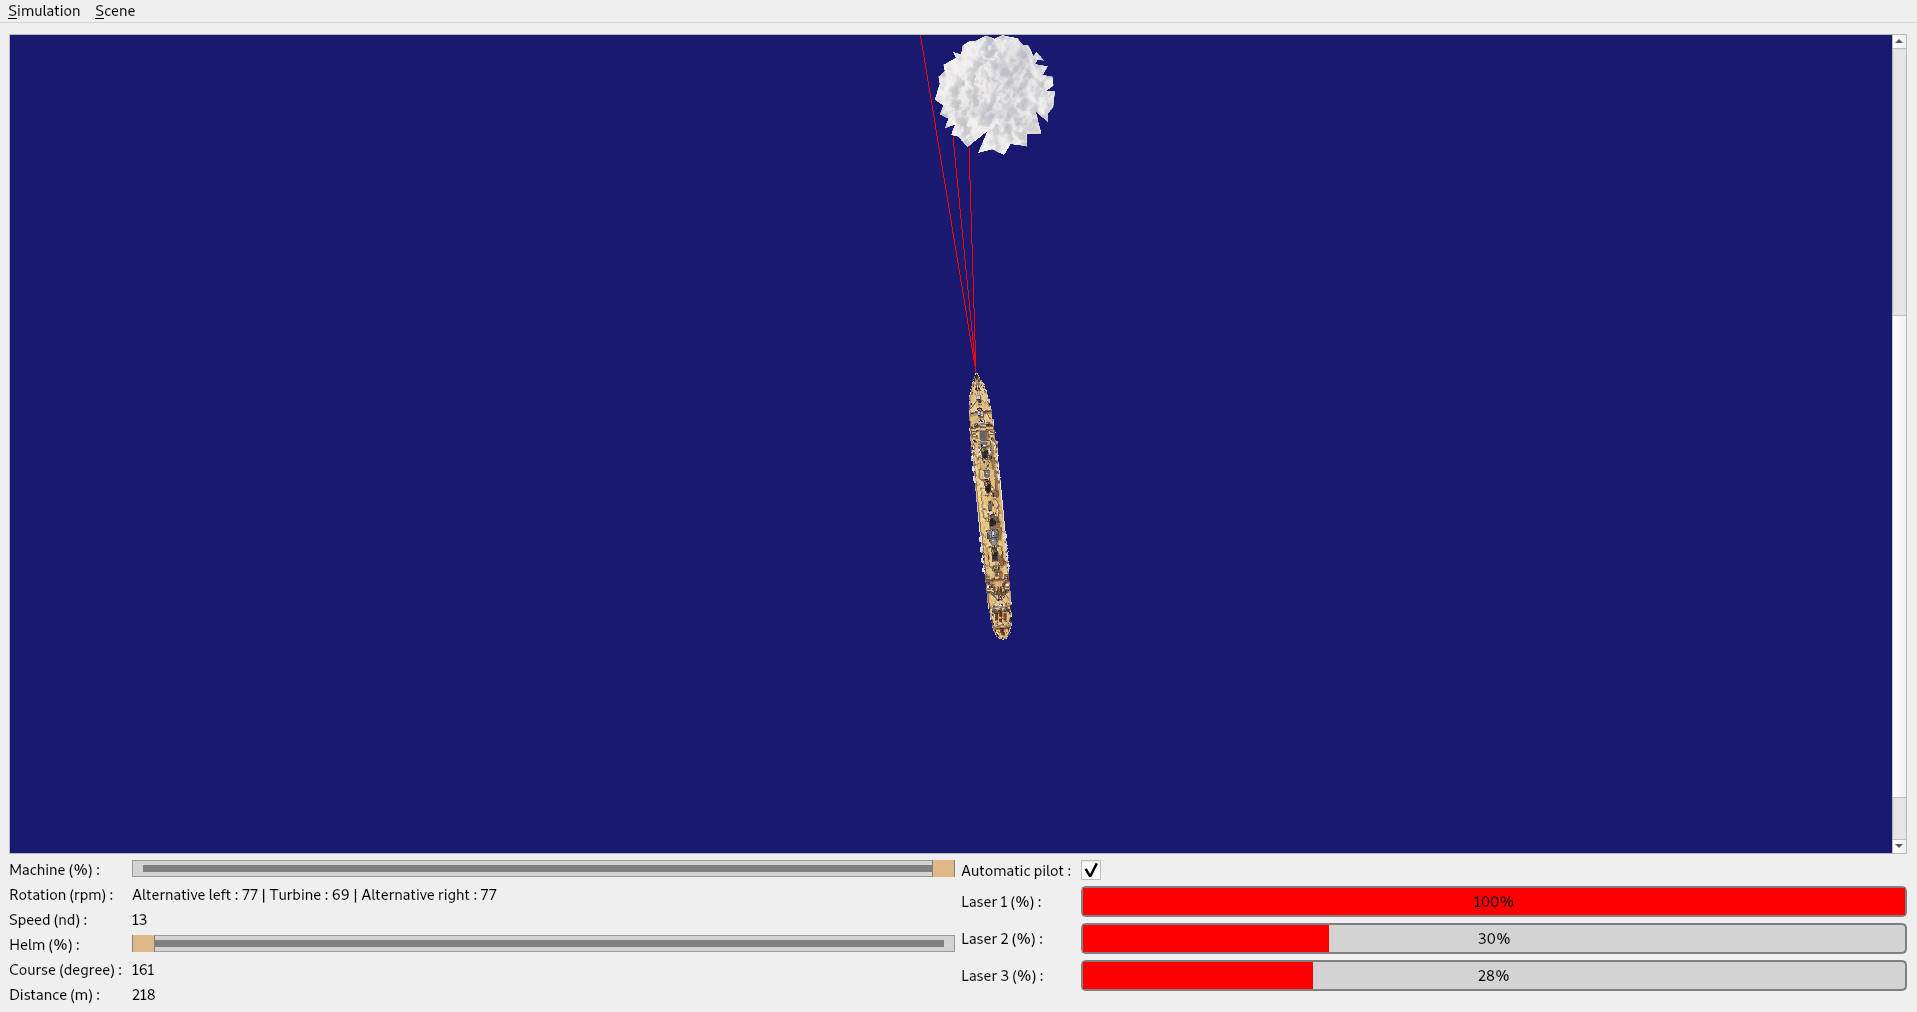 Simulation Scene
Machine (%) :
Rotation (rpm) : Alternative left : 77 | Turbine : 69 | Alternative right : 77
Speed (nd) : 13
Helm (%) :
Course (degree) : 161
Distance (m) : 218
Automatic pilot :
Laser 1 (%) : 100%
Laser 2 (%) : 30%
Laser 3 (%) : 28%